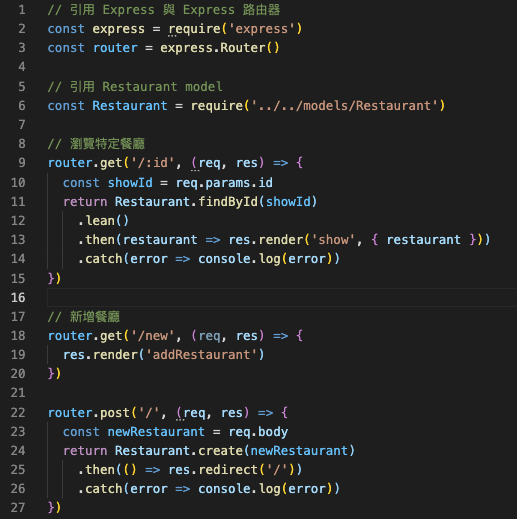 1 // 引用 Express 與 Express 路由器
2 const express = require('express')
3 const router = express.Router()
4
5 // 引用 Restaurant model
6 const Restaurant = require('../../models/Restaurant')
7
8 // 瀏覽特定餐廳
9 router.get('/:id', (req, res) => {
10   const showId = req.params.id
11   return Restaurant.findById(showId)
12     .lean()
13     .then(restaurant => res.render('show', { restaurant }))
14     .catch(error => console.log(error))
15 })
16
17 // 新增餐廳
18 router.get('/new', (req, res) => {
19   res.render('addRestaurant')
20 })
21
22 router.post('/', (req, res) => {
23   const newRestaurant = req.body
24   return Restaurant.create(newRestaurant)
25     .then(() => res.redirect('/'))
26     .catch(error => console.log(error))
27 })